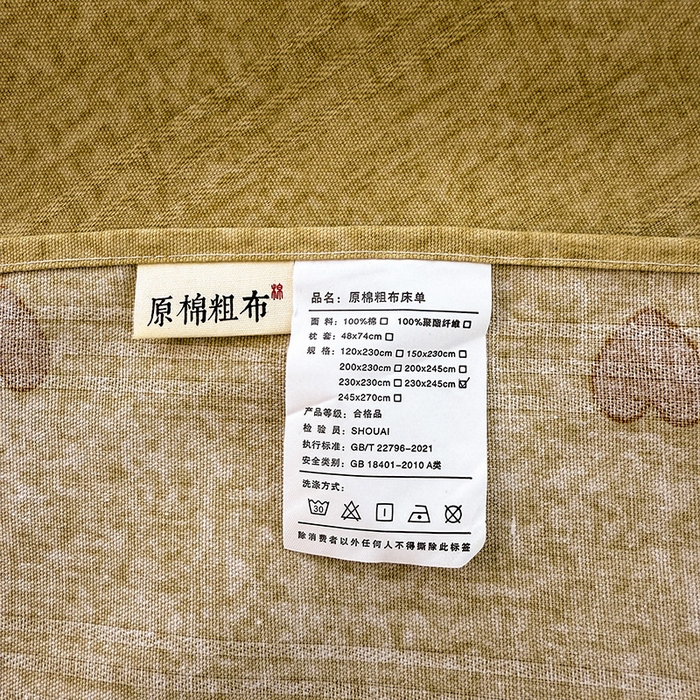 原棉粗布
棉
品名：原棉粗布床单
面 料：100%棉□ 100%聚酯纤维□
枕 套：48x74cm□
规 格：120x230cm□ 150x230cm□
200x230cm□ 200x245cm□
230x230cm□ 230x245cm☑
245x270cm□
产品等级：合格品
检 验 员：SHOUAI
执行标准：GB/T 22796-2021
安全类别：GB 18401-2010 A类
洗涤方式：
30
除消费者以外任何人不得撕除此标签